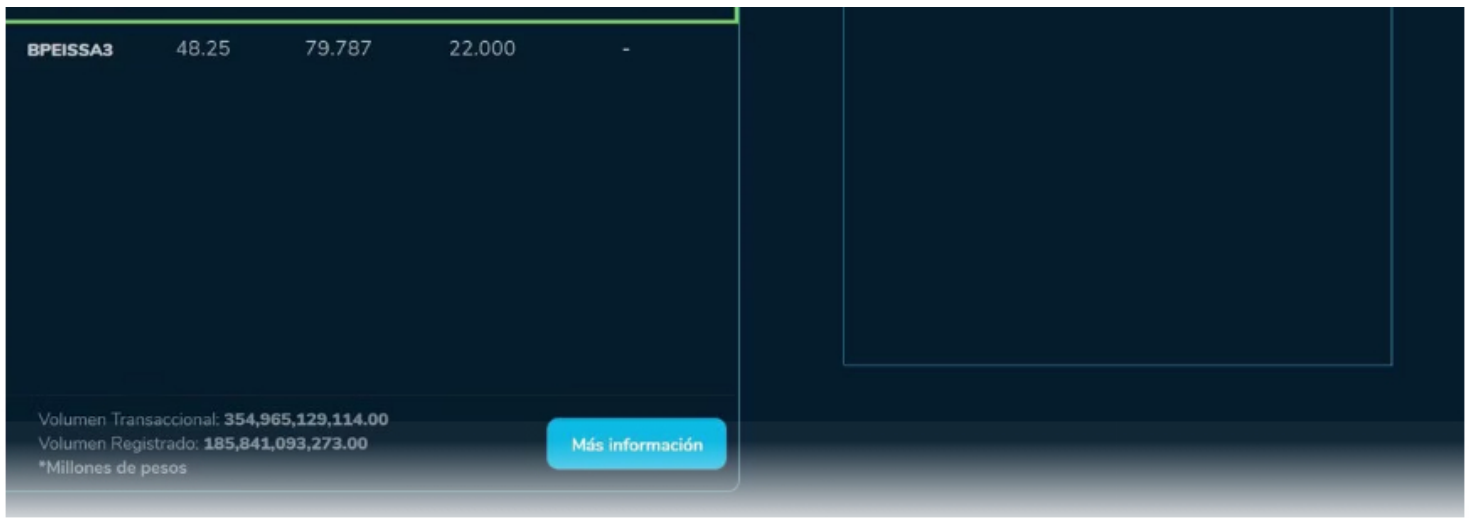 BPEISSA3 48.25 79.787 22.000 -
Volumen Transaccional: 354,965,129,114.00
Volumen Registrado: 185,841,093,273.00
*Millones de pesos
Más información